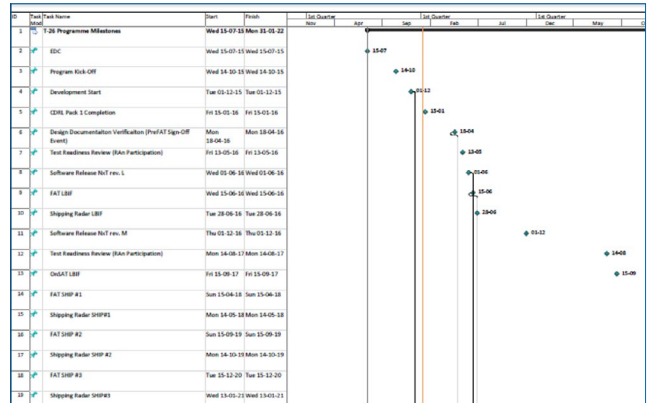 ID Task Mod Task Name Start Finish 1st Quarter 1st Quarter 1st Quarter
Nov Apr Sep Feb Jul Dec May
1 T-26 Programme Milestones Wed 15-07-15 Mon 31-01-22
2 EDC Wed 15-07-15 Wed 15-07-15 15-07
3 Program Kick-Off Wed 14-10-15 Wed 14-10-15 14-10
4 Development Start Tue 01-12-15 Tue 01-12-15 01-12
5 CDRL Pack 1 Completion Fri 15-01-16 Fri 15-01-16 15-01
6 Design Documentaiton Verificaiton (PreFAT Sign-Off Event) Mon 18-04-16 Mon 18-04-16 18-04
7 Test Readiness Review (RAn Participation) Fri 13-05-16 Fri 13-05-16 13-05
8 Software Release NxT rev. L Wed 01-06-16 Wed 01-06-16 01-06
9 FAT LBIF Wed 15-06-16 Wed 15-06-16 15-06
10 Shipping Radar LBIF Tue 28-06-16 Tue 28-06-16 28-06
11 Software Release NxT rev. M Thu 01-12-16 Thu 01-12-16 01-12
12 Test Readiness Review (RAn Participation) Mon 14-08-17 Mon 14-08-17 14-08
13 OnSAT LBIF Fri 15-09-17 Fri 15-09-17 15-09
14 FAT SHIP #1 Sun 15-04-18 Sun 15-04-18
15 Shipping Radar SHIP#1 Mon 14-05-18 Mon 14-05-18
16 FAT SHIP #2 Sun 15-09-19 Sun 15-09-19
17 Shipping Radar SHIP #2 Mon 14-10-19 Mon 14-10-19
18 FAT SHIP #3 Tue 15-12-20 Tue 15-12-20
19 Shipping Radar SHIP#3 Wed 13-01-21 Wed 13-01-21